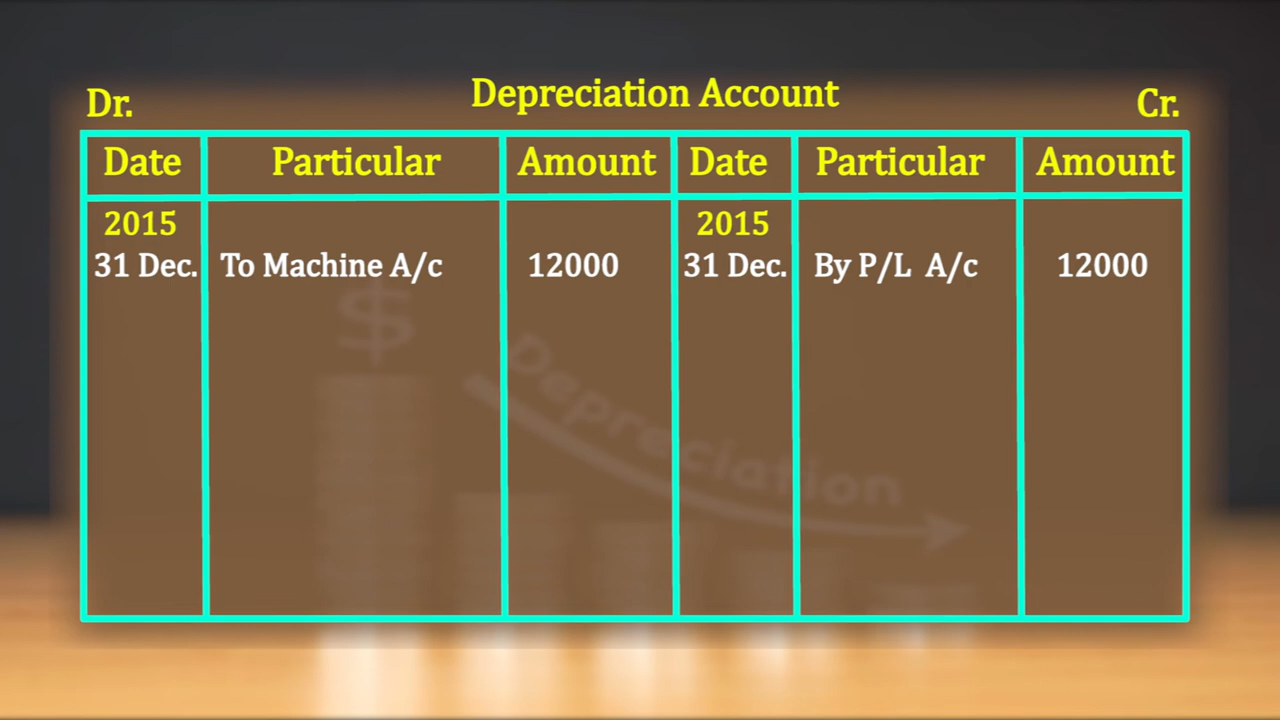 Depreciation Account
Dr. Cr.
Date Particular Amount Date Particular Amount
2015 2015
31 Dec. To Machine A/c 12000 31 Dec. By P/L A/c 12000
$
Depreciation